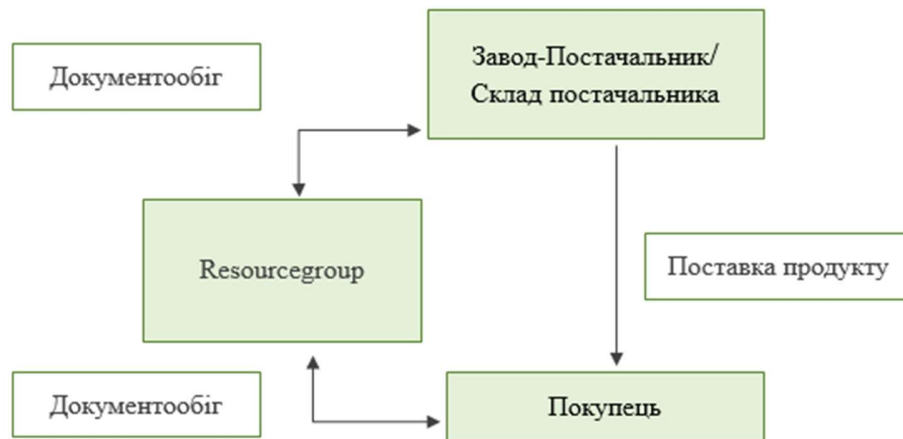 Документообіг
Завод-Постачальник/
Склад постачальника
Resourcegroup
Поставка продукту
Документообіг
Покупець